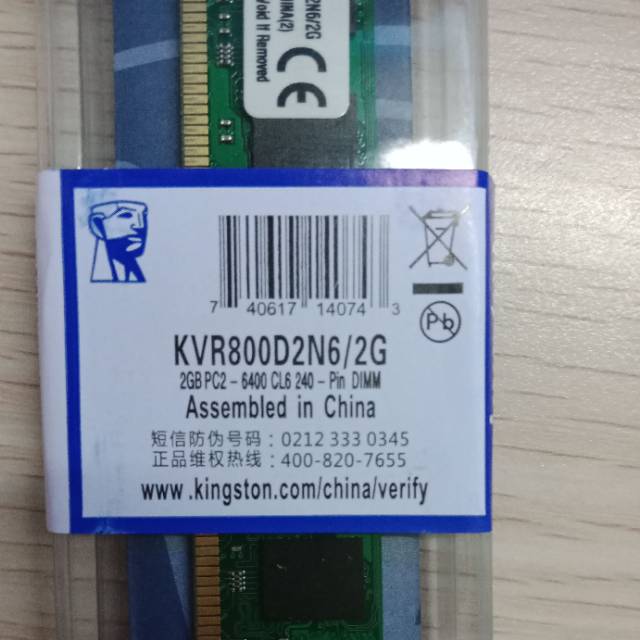 2N6/2G
MA(2)
oid If Removed
CE
7 40617 14074 3
Pb
KVR800D2N6/2G
2GB PC2 - 6400 CL6 240 - Pin DIMM
Assembled in China
短信防伪号码：0212 333 0345
正品维权热线：400-820-7655
www.kingston.com/china/verify